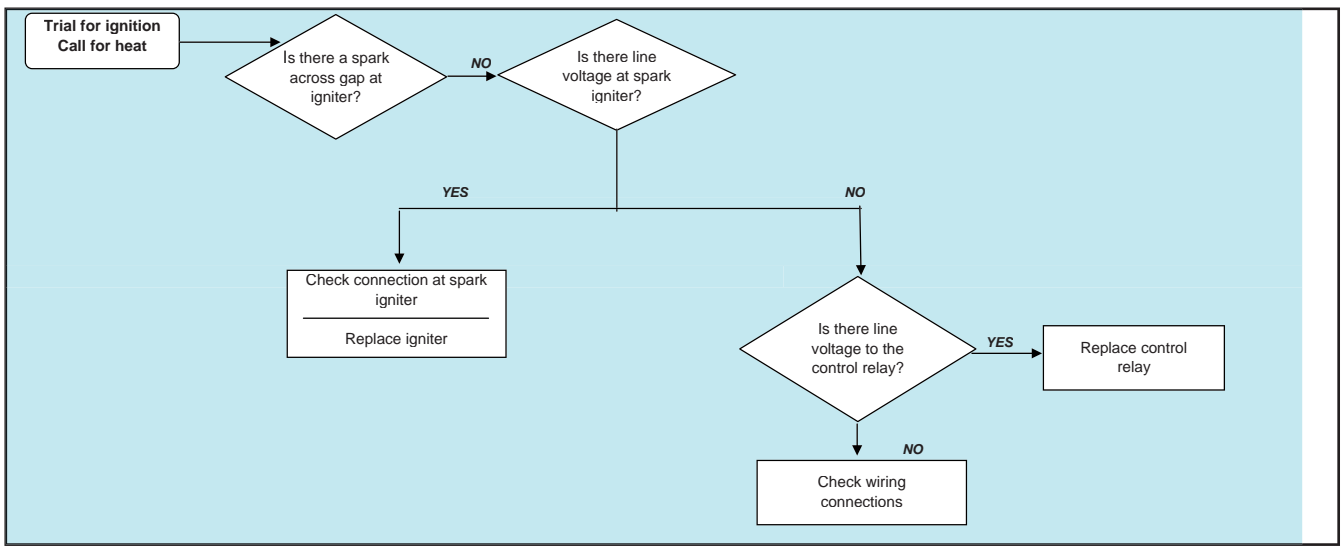 Trial for ignition
Call for heat
Is there a spark
across gap at
igniter?
NO
Is there line
voltage at spark
igniter?
YES
NO
Check connection at spark
igniter
Replace igniter
Is there line
voltage to the
control relay?
YES
Replace control
relay
NO
Check wiring
connections